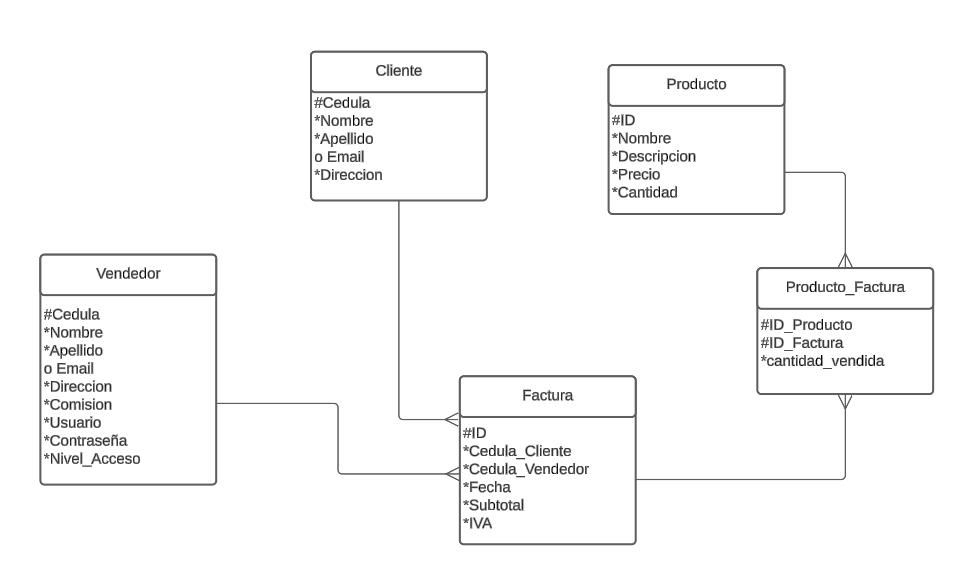 Cliente
#Cedula
*Nombre
*Apellido
o Email
*Direccion
Producto
#ID
*Nombre
*Descripcion
*Precio
*Cantidad
Vendedor
#Cedula
*Nombre
*Apellido
o Email
*Direccion
*Comision
*Usuario
*Contraseña
*Nivel_Acceso
Producto_Factura
#ID_Producto
#ID_Factura
*cantidad_vendida
Factura
#ID
*Cedula_Cliente
*Cedula_Vendedor
*Fecha
*Subtotal
*IVA